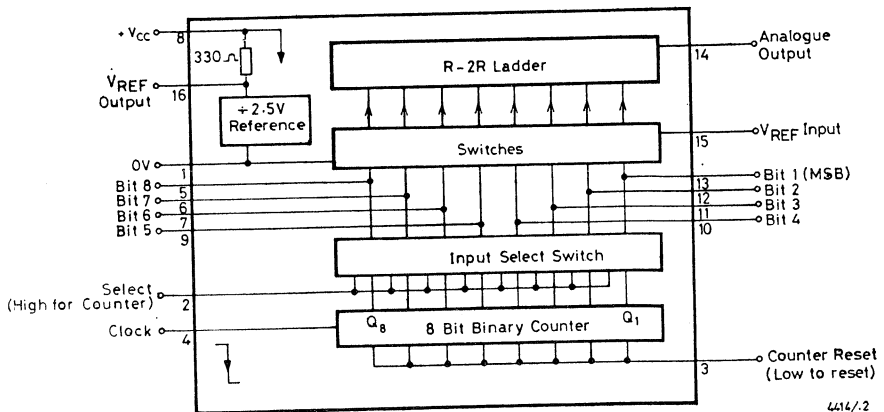 +Vcc
8
330
VREF
Output
16
÷2.5V
Reference
R-2R Ladder
14
Analogue
Output
Switches
15
VREF Input
0V
1
Bit 8
5
Bit 7
6
Bit 6
7
Bit 5
9
Bit 1 (MSB)
13
Bit 2
12
Bit 3
11
Bit 4
10
Input Select Switch
Select
(High for Counter)
2
Q8
8 Bit Binary Counter
Q1
Clock
4
3
Counter Reset
(Low to reset)
4414/.2